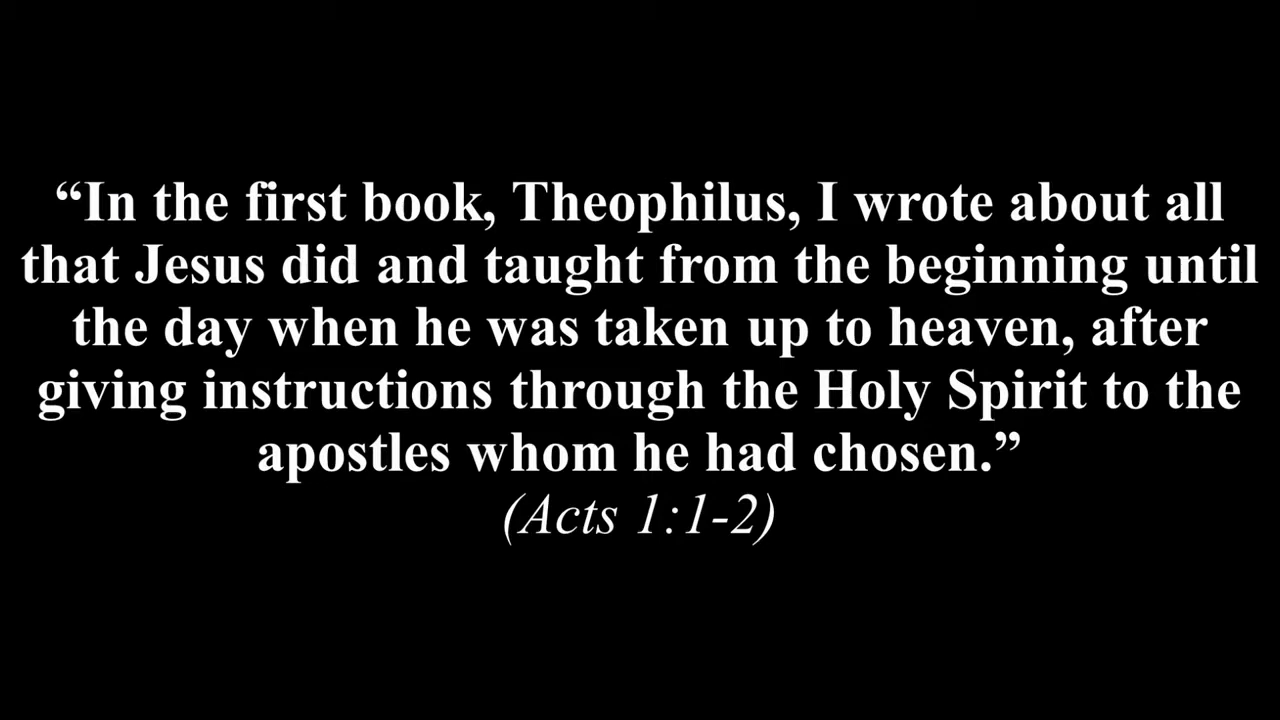 “In the first book, Theophilus, I wrote about all
that Jesus did and taught from the beginning until
the day when he was taken up to heaven, after
giving instructions through the Holy Spirit to the
apostles whom he had chosen.”
(Acts 1:1-2)